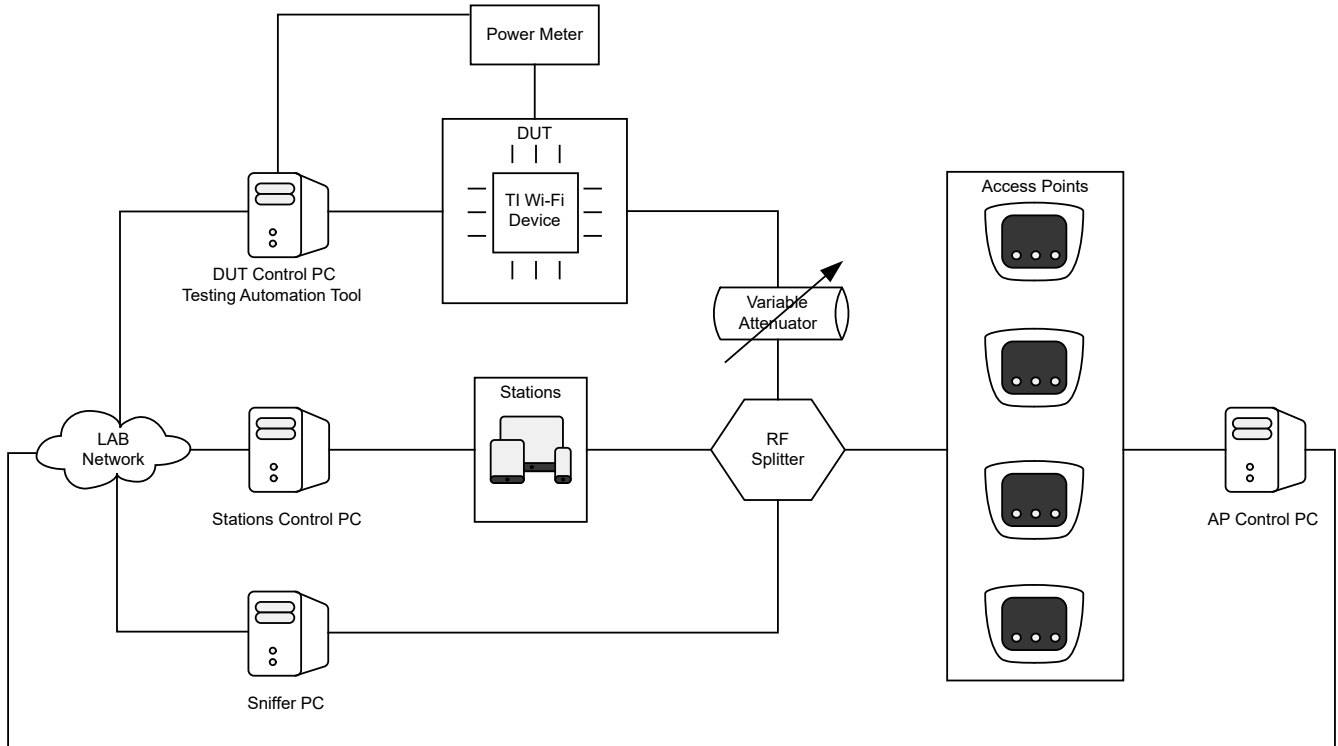 Power Meter
DUT
TI Wi-Fi
Device
Access Points
DUT Control PC
Testing Automation Tool
Variable
Attenuator
Stations
LAB
Network
RF
Splitter
Stations Control PC
AP Control PC
Sniffer PC